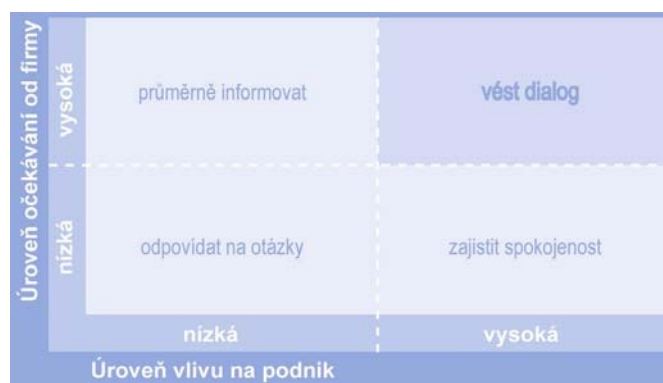 Úroveň očekávání od firmy
vysoká
průměrně informovat
vést dialog
nízká
odpovídat na otázky
zajistit spokojenost
nízká
vysoká
Úroveň vlivu na podnik